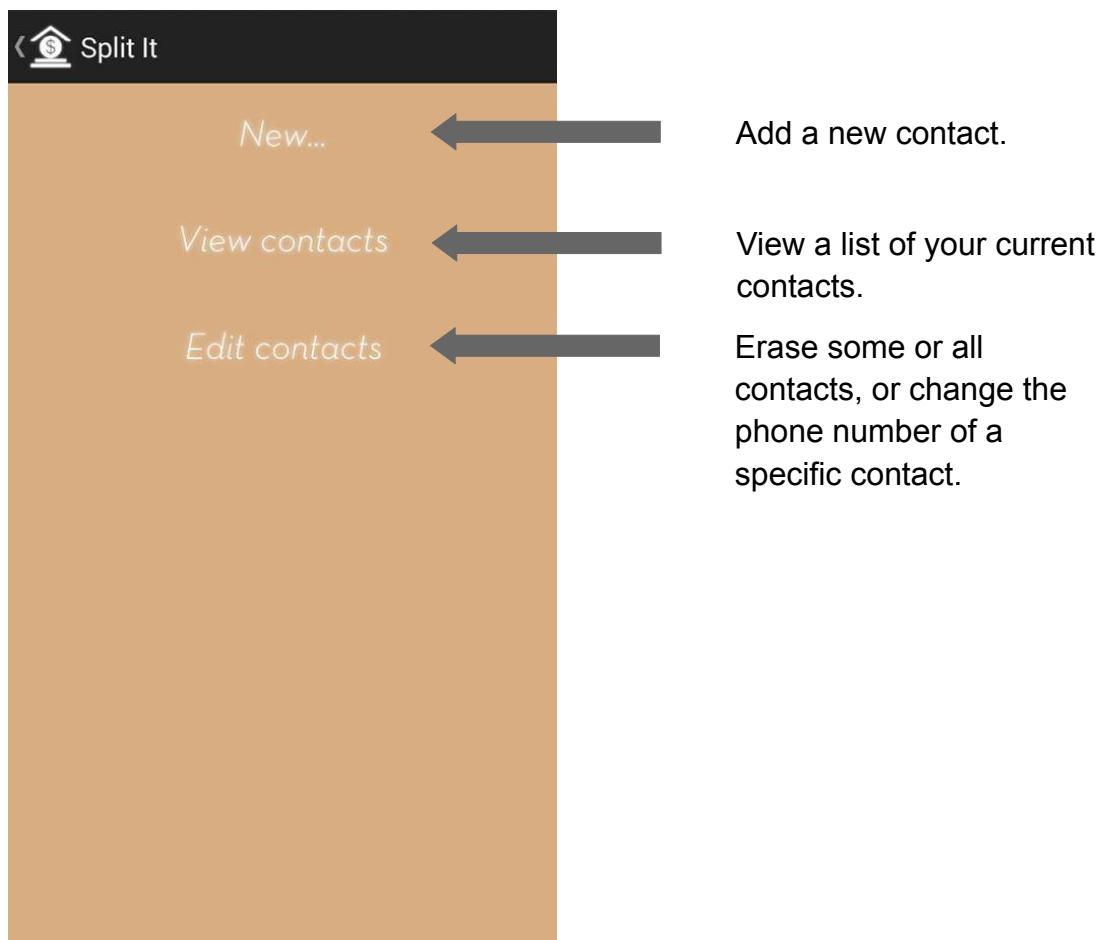 Split It
New...
Add a new contact.
View contacts
View a list of your current
contacts.
Edit contacts
Erase some or all
contacts, or change the
phone number of a
specific contact.